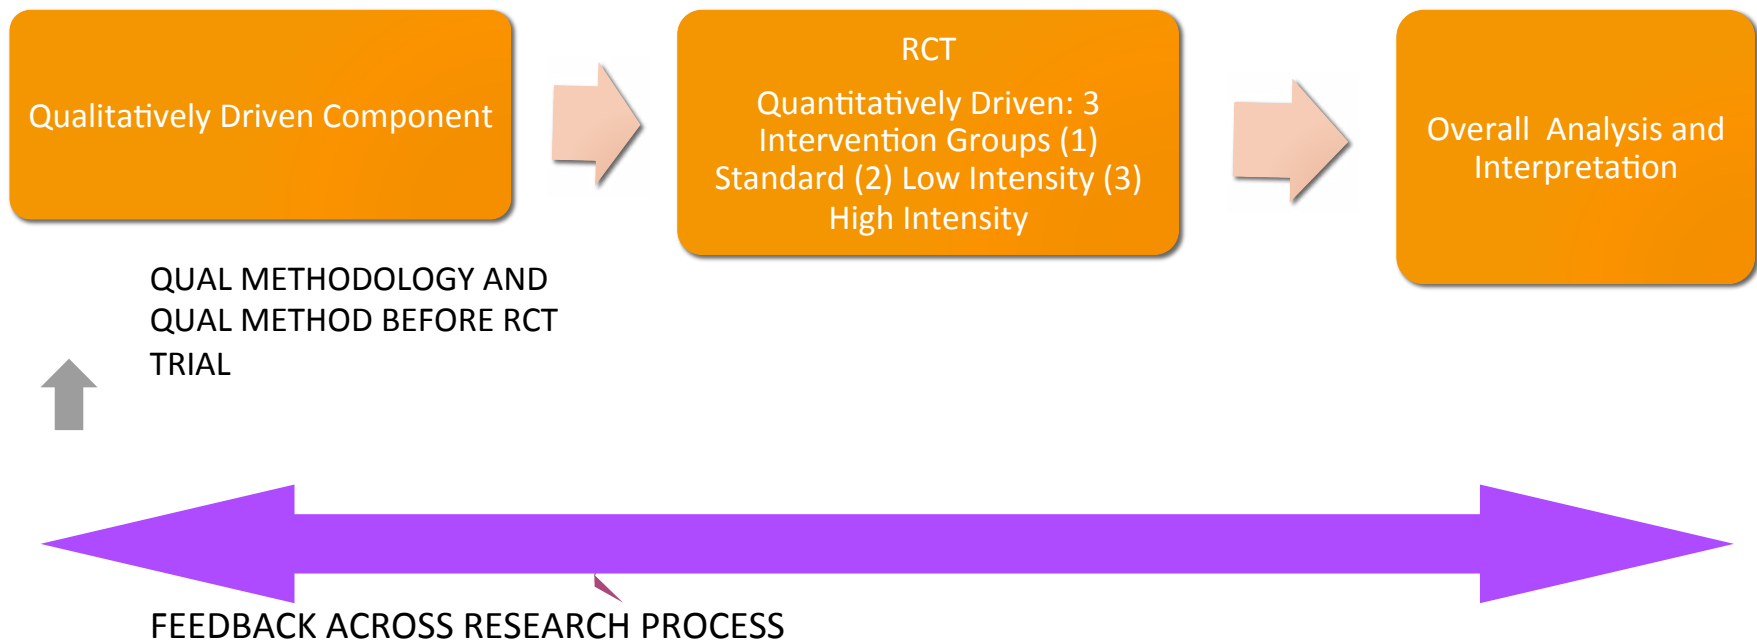 Qualitatively Driven Component
RCT
Quantitatively Driven: 3
Intervention Groups (1)
Standard (2) Low Intensity (3)
High Intensity
Overall  Analysis and
Interpretation
QUAL METHODOLOGY AND
QUAL METHOD BEFORE RCT
TRIAL
FEEDBACK ACROSS RESEARCH PROCESS